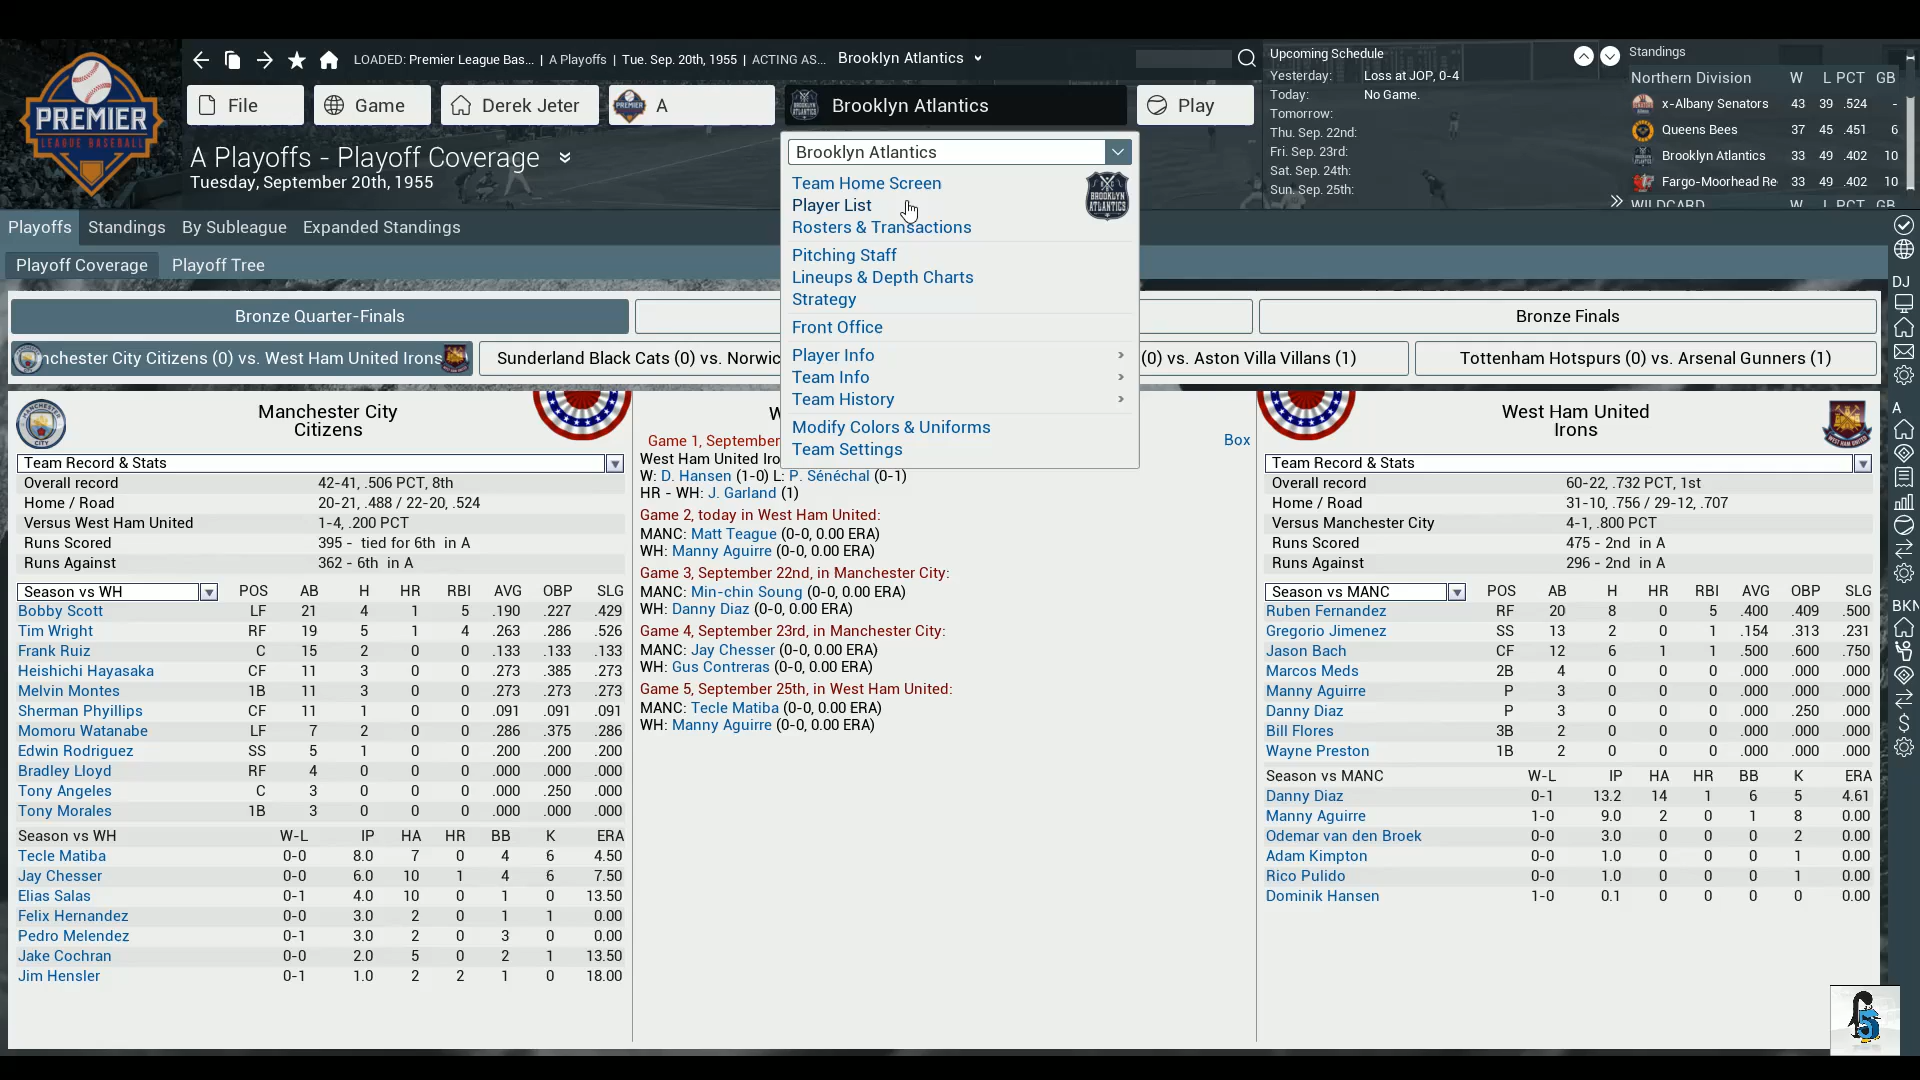 LOADED: Premier League Bas... | A Playoffs | Tue. Sep. 20th, 1955 | ACTING AS... Brooklyn Atlantics
File
Game
Derek Jeter
A
Brooklyn Atlantics
Play
PREMIER
LEAGUE BASEBALL
A Playoffs - Playoff Coverage
Tuesday, September 20th, 1955
Upcoming Schedule
Yesterday: Loss at JOP, 0-4
Today: No Game.
Tomorrow:
Thu. Sep. 22nd:
Fri. Sep. 23rd:
Sat. Sep. 24th:
Sun. Sep. 25th:
Standings
Northern Division W L PCT GB
x-Albany Senators 43 39 .524 -
Queens Bees 37 45 .451 6
Brooklyn Atlantics 33 49 .402 10
Fargo-Moorhead Re 33 49 .402 10
WILDCARD W L PCT GB
Brooklyn Atlantics
Team Home Screen
Player List
Rosters & Transactions
Pitching Staff
Lineups & Depth Charts
Strategy
Front Office
Player Info
Team Info
Team History
Modify Colors & Uniforms
Team Settings
BROOKLYN
ATLANTICS
Playoffs Standings By Subleague Expanded Standings
Playoff Coverage Playoff Tree
Bronze Quarter-Finals
Bronze Finals
nchester City Citizens (0) vs. West Ham United Irons
Sunderland Black Cats (0) vs. Norwic
(0) vs. Aston Villa Villans (1)
Tottenham Hotspurs (0) vs. Arsenal Gunners (1)
Manchester City
Citizens
Team Record & Stats
Overall record 42-41, .506 PCT, 8th
Home / Road 20-21, .488 / 22-20, .524
Versus West Ham United 1-4, .200 PCT
Runs Scored 395 - tied for 6th in A
Runs Against 362 - 6th in A
Season vs WH POS AB H HR RBI AVG OBP SLG
Bobby Scott LF 21 4 1 5 .190 .227 .429
Tim Wright RF 19 5 1 4 .263 .286 .526
Frank Ruiz C 15 2 0 0 .133 .133 .133
Heishichi Hayasaka CF 11 3 0 0 .273 .385 .273
Melvin Montes 1B 11 3 0 0 .273 .273 .273
Sherman Phyillips CF 11 1 0 0 .091 .091 .091
Momoru Watanabe LF 7 2 0 0 .286 .375 .286
Edwin Rodriguez SS 5 1 0 0 .200 .200 .200
Bradley Lloyd RF 4 0 0 0 .000 .000 .000
Tony Angeles C 3 0 0 0 .000 .250 .000
Tony Morales 1B 3 0 0 0 .000 .000 .000
Season vs WH W-L IP HA HR BB K ERA
Tecle Matiba 0-0 8.0 7 0 4 6 4.50
Jay Chesser 0-0 6.0 10 1 4 6 7.50
Elias Salas 0-1 4.0 10 0 1 0 13.50
Felix Hernandez 0-0 3.0 2 0 1 1 0.00
Pedro Melendez 0-1 3.0 2 0 3 0 0.00
Jake Cochran 0-0 2.0 5 0 2 1 13.50
Jim Hensler 0-1 1.0 2 2 1 0 18.00
W
Game 1, September
Box
West Ham United Iro
W: D. Hansen (1-0) L: P. Sénéchal (0-1)
HR - WH: J. Garland (1)
Game 2, today in West Ham United:
MANC: Matt Teague (0-0, 0.00 ERA)
WH: Manny Aguirre (0-0, 0.00 ERA)
Game 3, September 22nd, in Manchester City:
MANC: Min-chin Soung (0-0, 0.00 ERA)
WH: Danny Diaz (0-0, 0.00 ERA)
Game 4, September 23rd, in Manchester City:
MANC: Jay Chesser (0-0, 0.00 ERA)
WH: Gus Contreras (0-0, 0.00 ERA)
Game 5, September 25th, in West Ham United:
MANC: Tecle Matiba (0-0, 0.00 ERA)
WH: Manny Aguirre (0-0, 0.00 ERA)
West Ham United
Irons
Team Record & Stats
Overall record 60-22, .732 PCT, 1st
Home / Road 31-10, .756 / 29-12, .707
Versus Manchester City 4-1, .800 PCT
Runs Scored 475 - 2nd in A
Runs Against 296 - 2nd in A
Season vs MANC POS AB H HR RBI AVG OBP SLG
Ruben Fernandez RF 20 8 0 5 .400 .409 .500
Gregorio Jimenez SS 13 2 0 1 .154 .313 .231
Jason Bach CF 12 6 1 1 .500 .600 .750
Marcos Meds 2B 4 0 0 0 .000 .000 .000
Manny Aguirre P 3 0 0 0 .000 .000 .000
Danny Diaz P 3 0 0 0 .000 .250 .000
Bill Flores 3B 2 0 0 0 .000 .000 .000
Wayne Preston 1B 2 0 0 0 .000 .000 .000
Season vs MANC W-L IP HA HR BB K ERA
Danny Diaz 0-1 13.2 14 1 6 5 4.61
Manny Aguirre 1-0 9.0 2 0 1 8 0.00
Odemar van den Broek 0-0 3.0 0 0 0 2 0.00
Adam Kimpton 0-0 1.0 0 0 0 1 0.00
Rico Pulido 0-0 1.0 0 0 0 1 0.00
Dominik Hansen 1-0 0.1 0 0 0 0 0.00
DJ
A
BKN